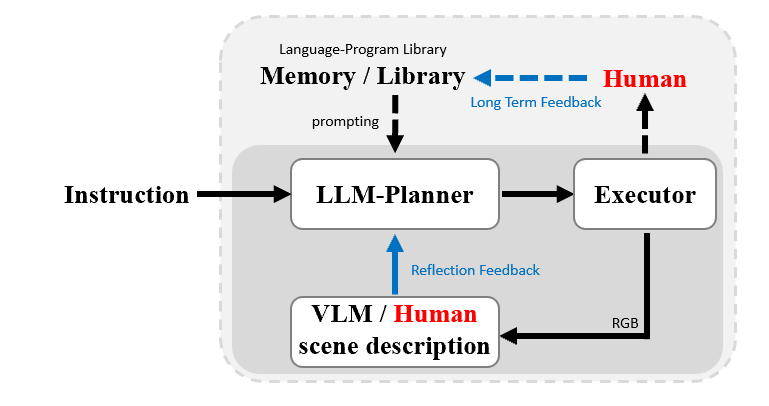 Language-Program Library
Memory / Library
Human
Long Term Feedback
prompting
Instruction
LLM-Planner
Executor
Reflection Feedback
VLM / Human
scene description
RGB